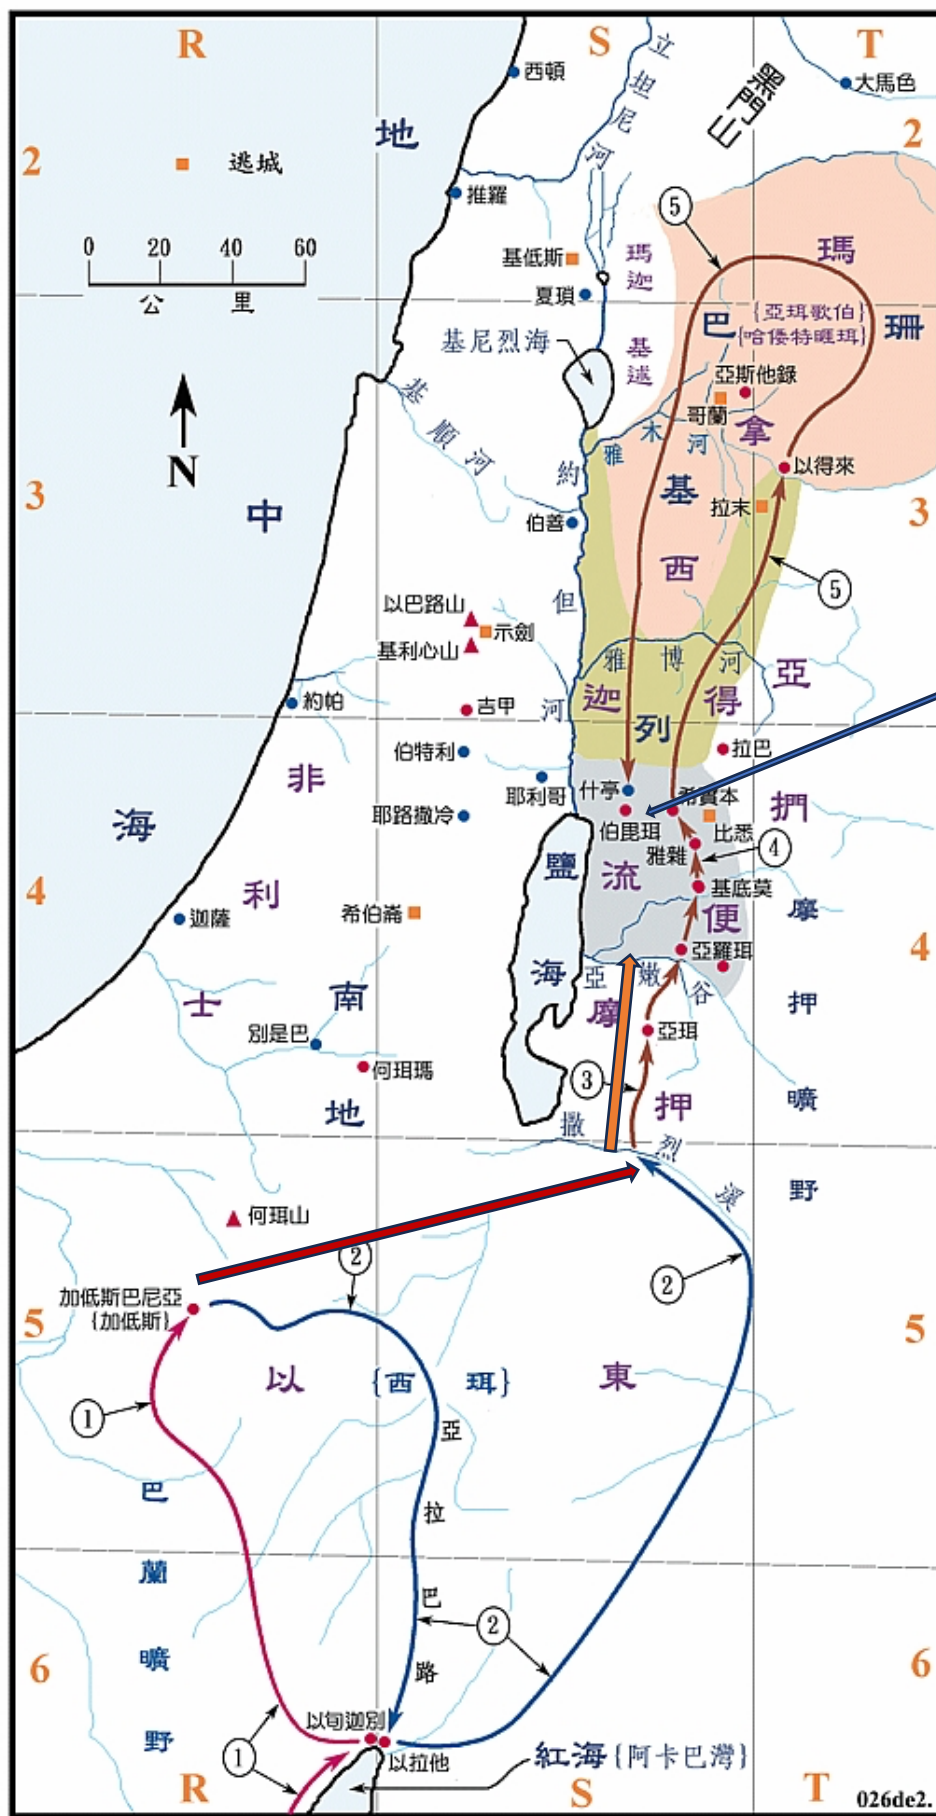 R
S
T
立坦尼河
黑門山
西頓
大馬色
地
2
2
逃城
推羅
⑤
0 20 40 60
公 里
基低斯
瑪迦
瑪
夏瑣
巴
{亞珥歌伯}
{哈倭特睚珥}
珊
基尼烈海
基述
亞斯他錄
哥蘭
拿
基順河
雅木河
以得來
N
3
約
基
拉末
3
中
伯善
西
⑤
以巴路山
但
示劍
基利心山
雅博河
亞
約帕
吉甲
河
迦
得
列
拉巴
伯特利
非
耶利哥
什亭
希實本
捫
海
耶路撒冷
伯毘珥
比悉
雅雜
④
鹽
流
4
利
基底莫
希伯崙
便
摩
迦薩
亞羅珥
4
海
亞嫩谷
士
南
摩
押
別是巴
亞珥
何珥瑪
③
地
押
曠
撒烈溪
野
何珥山
②
②
加低斯巴尼亞
{加低斯}
5
5
以
{西 珥}
東
①
亞
巴
拉
蘭
巴
②
曠
路
6
6
野
以旬迦別
①
以拉他
紅海{阿卡巴灣}
R
S
T
026de2.